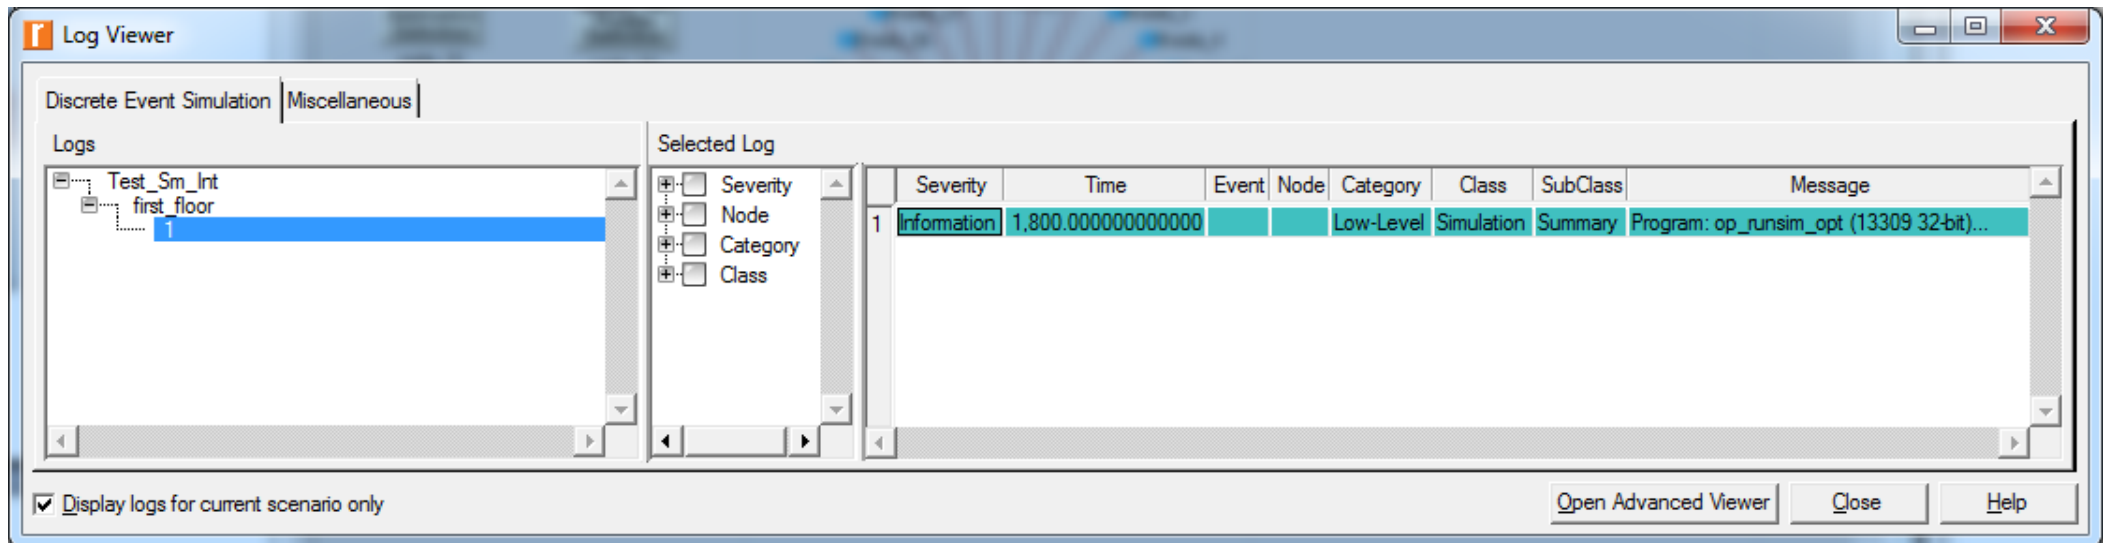 Log Viewer
Discrete Event Simulation Miscellaneous
Logs
Test_Sm_Int
first_floor
1
Selected Log
Severity
Node
Category
Class
Severity Time Event Node Category Class SubClass Message
1 Information 1,800.000000000000 Low-Level Simulation Summary Program: op_runsim_opt (13309 32-bit)...
Display logs for current scenario only
Open Advanced Viewer Close Help